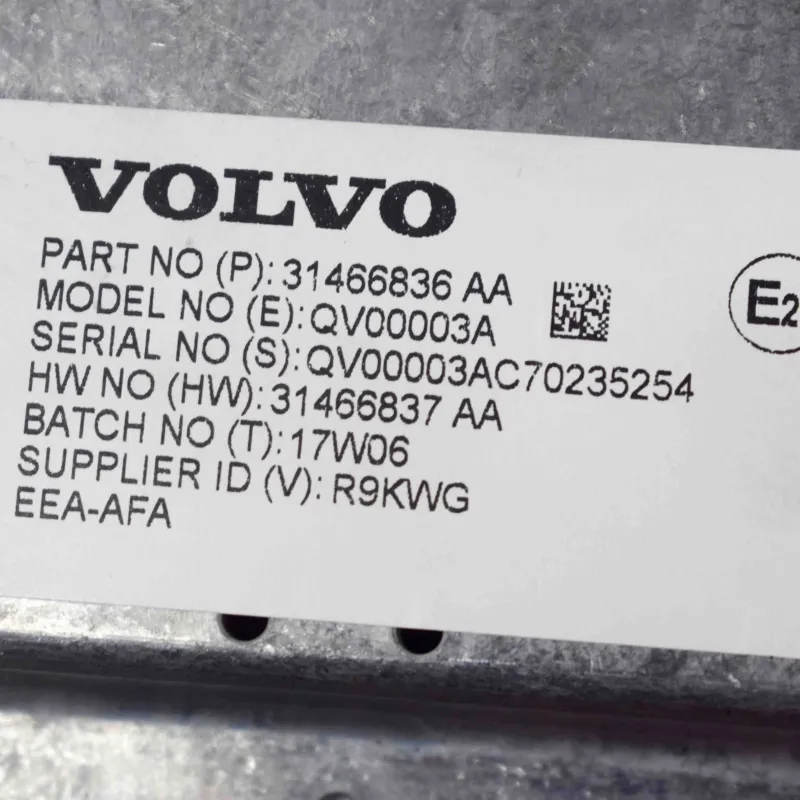 VOLVO
PART NO (P): 31466836 AA
MODEL NO (E): QV00003A
SERIAL NO (S): QV00003AC70235254
HW NO (HW): 31466837 AA
BATCH NO (T): 17W06
SUPPLIER ID (V): R9KWG
EEA-AFA
E2